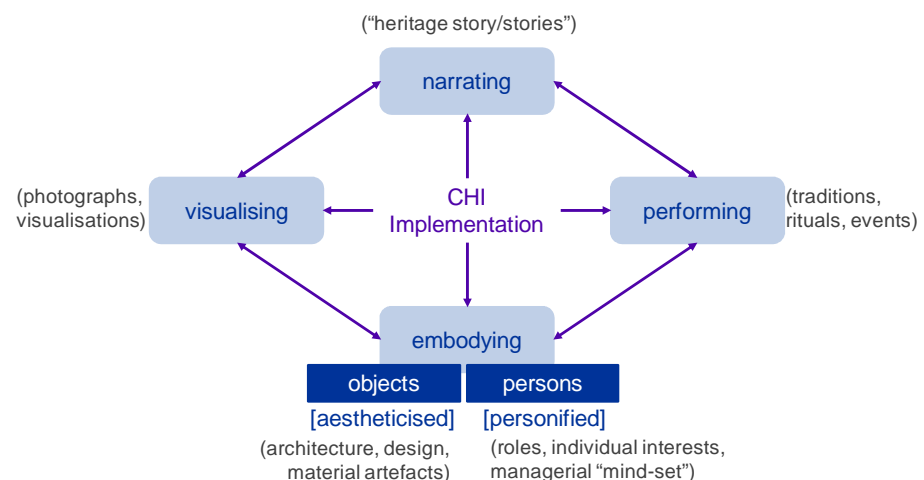 (“heritage story/stories”)
narrating
(photographs,
visualisations)
visualising
CHI
Implementation
performing
(traditions,
rituals, events)
embodying
objects
persons
[aestheticised]
[personified]
(architecture, design,
material artefacts)
(roles, individual interests,
managerial “mind-set”)